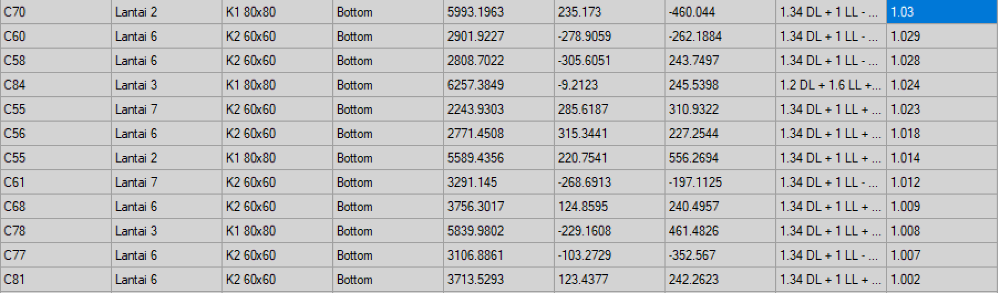 C70 Lantai 2 K1 80x80 Bottom 5993.1963 235.173 -460.044 1.34 DL + 1 LL - ... 1.03
C60 Lantai 6 K2 60x60 Bottom 2901.9227 -278.9059 -262.1884 1.34 DL + 1 LL - ... 1.029
C58 Lantai 6 K2 60x60 Bottom 2808.7022 -305.6051 243.7497 1.34 DL + 1 LL - ... 1.028
C84 Lantai 3 K1 80x80 Bottom 6257.3849 -9.2123 245.5398 1.2 DL + 1.6 LL +... 1.024
C55 Lantai 7 K2 60x60 Bottom 2243.9303 285.6187 310.9322 1.34 DL + 1 LL + ... 1.023
C56 Lantai 6 K2 60x60 Bottom 2771.4508 315.3441 227.2544 1.34 DL + 1 LL + ... 1.018
C55 Lantai 2 K1 80x80 Bottom 5589.4356 220.7541 556.2694 1.34 DL + 1 LL + ... 1.014
C61 Lantai 7 K2 60x60 Bottom 3291.145 -268.6913 -197.1125 1.34 DL + 1 LL - ... 1.012
C68 Lantai 6 K2 60x60 Bottom 3756.3017 124.8595 240.4957 1.34 DL + 1 LL + ... 1.009
C78 Lantai 3 K1 80x80 Bottom 5839.9802 -229.1608 461.4826 1.34 DL + 1 LL + ... 1.008
C77 Lantai 6 K2 60x60 Bottom 3106.8861 -103.2729 -352.567 1.34 DL + 1 LL - ... 1.007
C81 Lantai 6 K2 60x60 Bottom 3713.5293 123.4377 242.2623 1.34 DL + 1 LL + ... 1.002